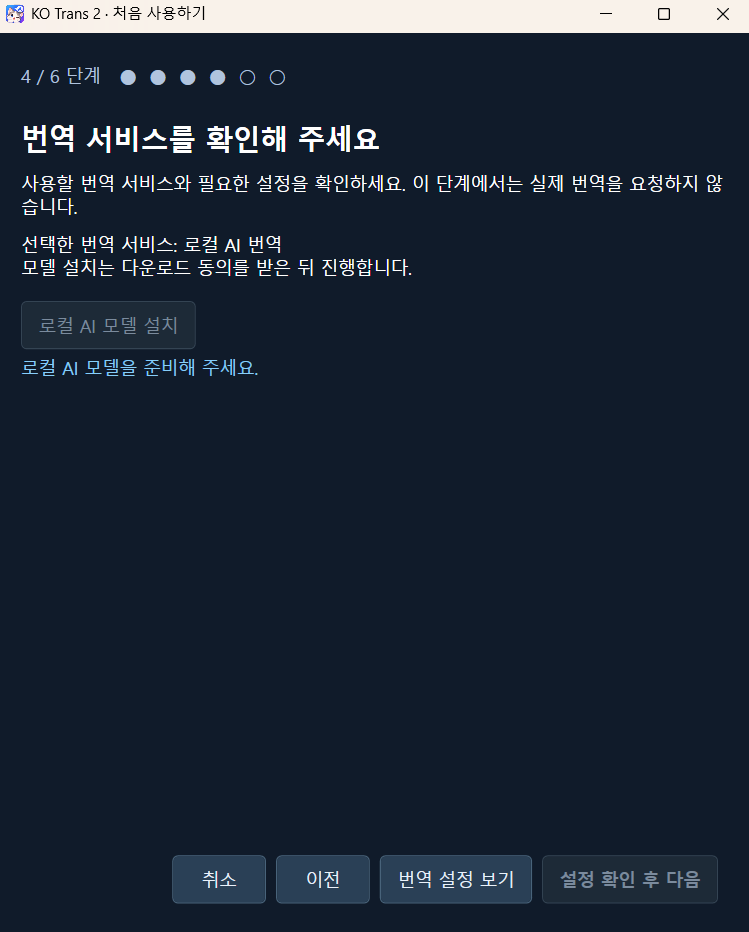 KO Trans 2 · 처음 사용하기
4 / 6 단계
번역 서비스를 확인해 주세요
사용할 번역 서비스와 필요한 설정을 확인하세요. 이 단계에서는 실제 번역을 요청하지 않
습니다.
선택한 번역 서비스: 로컬 AI 번역
모델 설치는 다운로드 동의를 받은 뒤 진행합니다.
로컬 AI 모델 설치
로컬 AI 모델을 준비해 주세요.
취소
이전
번역 설정 보기
설정 확인 후 다음